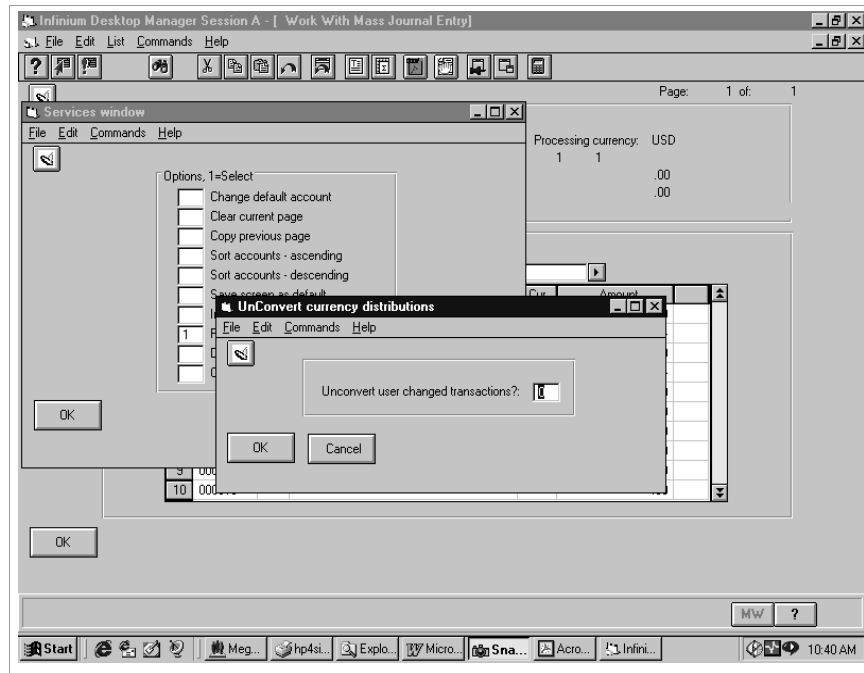 Infinium Desktop Manager Session A - [ Work With Mass Journal Entry]
File Edit List Commands Help
Page: 1 of: 1
Services window
File Edit Commands Help
Processing currency: USD
1 1
.00
.00
Options, 1=Select
Change default account
Clear current page
Copy previous page
Sort accounts - ascending
Sort accounts - descending
Save screen as default
Cur Amount
UnConvert currency distributions
File Edit Commands Help
1
Unconvert user changed transactions?: 0
OK
OK Cancel
9
10 000010
OK
MW ?
Start Meg... hp4si... Explo... Micro... Sna... Acro... Infini... 10:40 AM